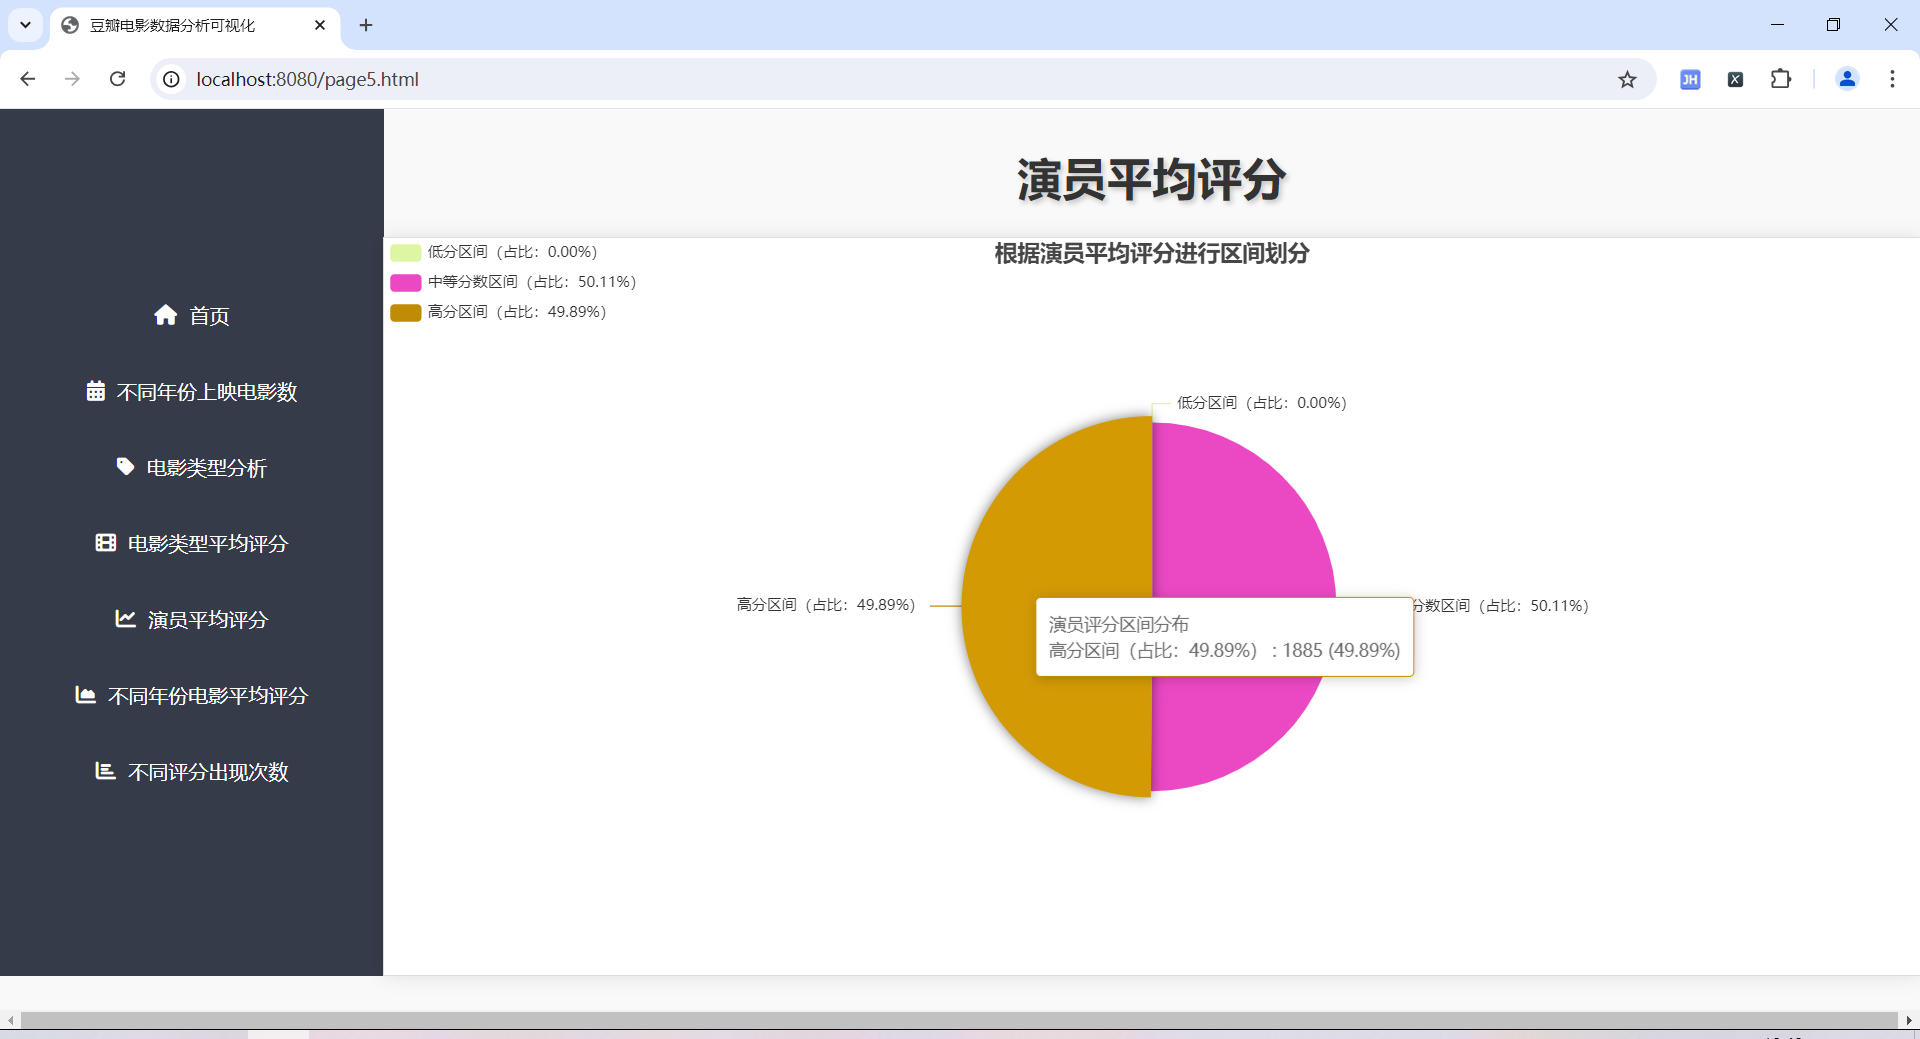 豆瓣电影数据分析可视化
localhost:8080/page5.html
JH
X
首页
不同年份上映电影数
电影类型分析
电影类型平均评分
演员平均评分
不同年份电影平均评分
不同评分出现次数
演员平均评分
根据演员平均评分进行区间划分
低分区间（占比：0.00%）
中等分数区间（占比：50.11%）
高分区间（占比：49.89%）
低分区间（占比：0.00%）
高分区间（占比：49.89%）
分数区间（占比：50.11%）
演员评分区间分布
高分区间（占比：49.89%） : 1885 (49.89%)